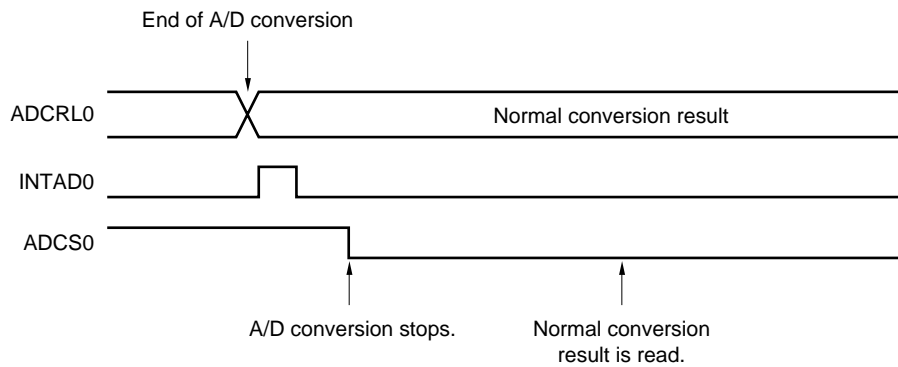 End of A/D conversion
ADCRL0
Normal conversion result
INTAD0
ADCS0
A/D conversion stops.
Normal conversion
result is read.